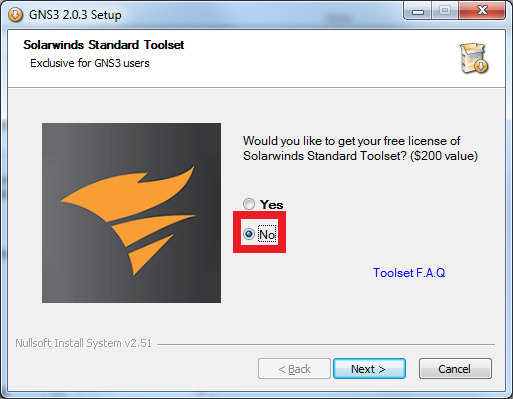 GNS3 2.0.3 Setup
Solarwinds Standard Toolset
Exclusive for GNS3 users
Would you like to get your free license of
Solarwinds Standard Toolset? ($200 value)
Yes
No
Toolset F.A.Q
Nullsoft Install System v2.51
< Back
Next >
Cancel